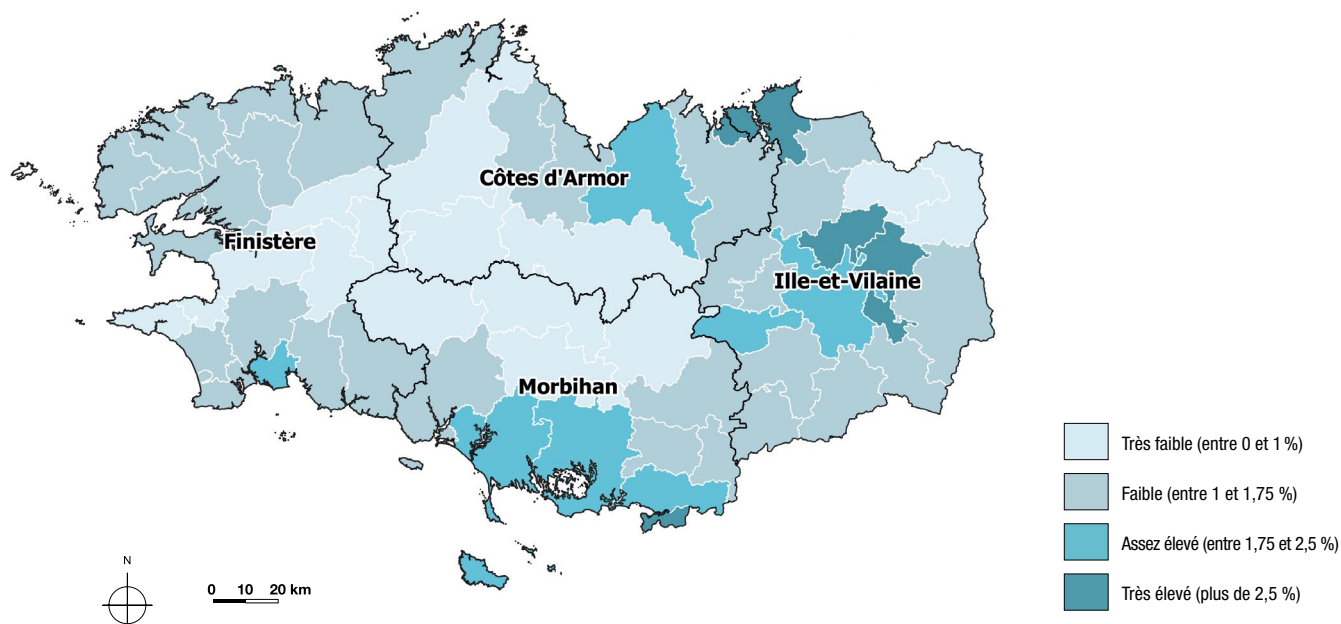 Côtes d'Armor
Finistère
Ille-et-Vilaine
Morbihan
Très faible (entre 0 et 1 %)
Faible (entre 1 et 1,75 %)
Assez élevé (entre 1,75 et 2,5 %)
Très élevé (plus de 2,5 %)
N
0 10 20 km